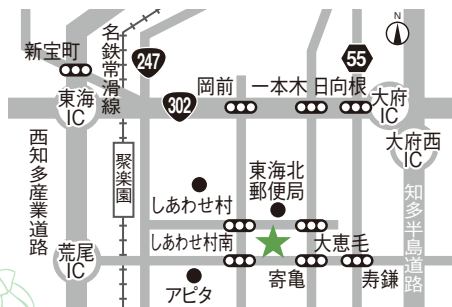 N
新宝町
名鉄常滑線
247
55
岡前
一本木
日向根
東海
IC
302
大府
IC
大府西
IC
西知多産業道路
聚楽園
東海北
郵便局
しあわせ村
知多半島道路
しあわせ村南
大恵毛
荒尾
IC
寄亀
寿鎌
アピタ